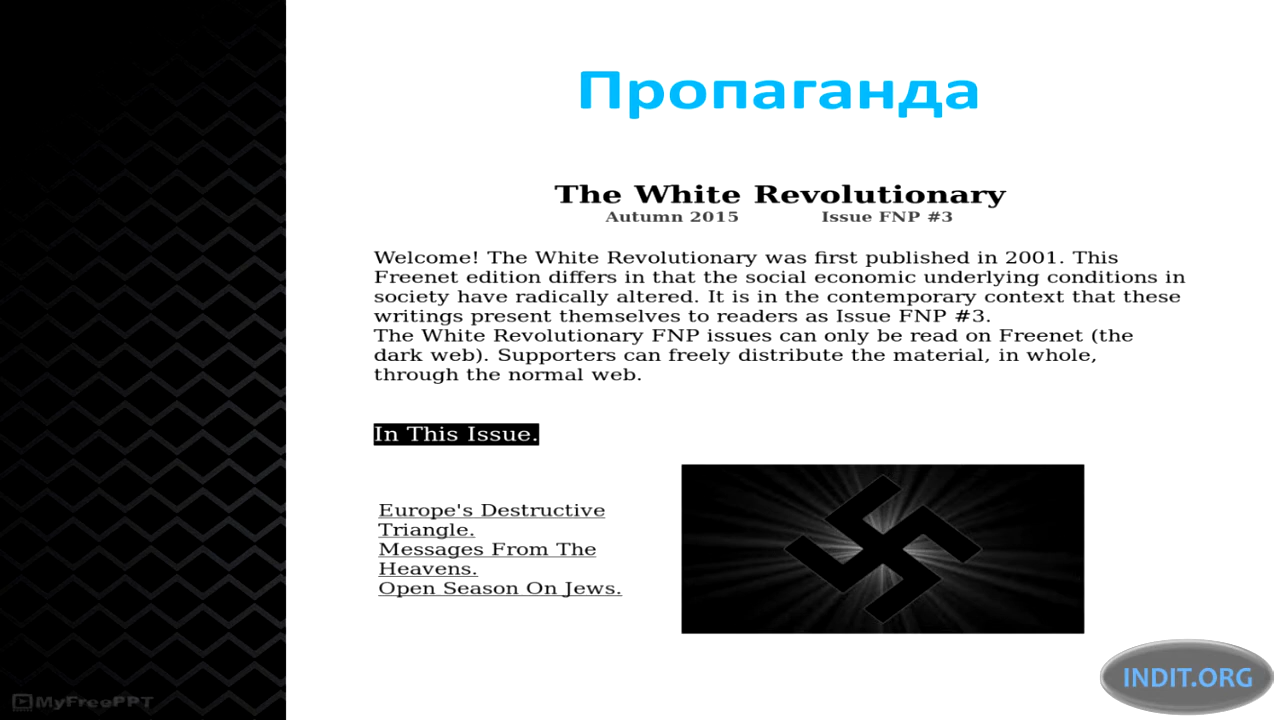 Пропаганда
The White Revolutionary
Autumn 2015 Issue FNP #3
Welcome! The White Revolutionary was first published in 2001. This
Freenet edition differs in that the social economic underlying conditions in
society have radically altered. It is in the contemporary context that these
writings present themselves to readers as Issue FNP #3.
The White Revolutionary FNP issues can only be read on Freenet (the
dark web). Supporters can freely distribute the material, in whole,
through the normal web.
In This Issue.
Europe's Destructive
Triangle.
Messages From The
Heavens.
Open Season On Jews.
INDIT.ORG
MyFreePPT